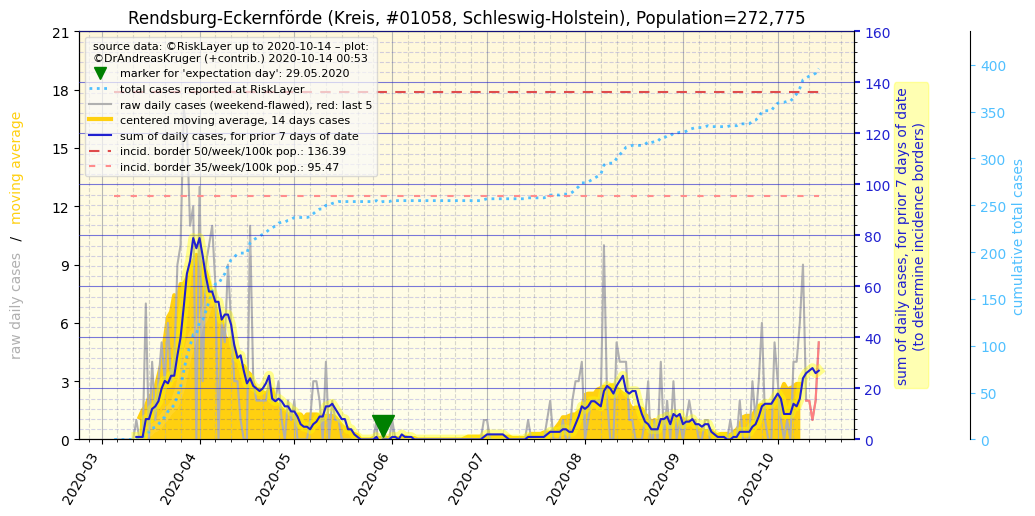 Rendsburg-Eckernförde (Kreis, #01058, Schleswig-Holstein), Population=272,775
source data: ©RiskLayer up to 2020-10-14 – plot:
©DrAndreasKruger (+contrib.) 2020-10-14 00:53
marker for 'expectation day': 29.05.2020
total cases reported at RiskLayer
raw daily cases (weekend-flawed), red: last 5
centered moving average, 14 days cases
sum of daily cases, for prior 7 days of date
incid. border 50/week/100k pop.: 136.39
incid. border 35/week/100k pop.: 95.47
raw daily cases / moving average
21
18
15
12
9
6
3
0
2020-03
2020-04
2020-05
2020-06
2020-07
2020-08
2020-09
2020-10
160
140
120
100
80
60
40
20
0
sum of daily cases, for prior 7 days of date
(to determine incidence borders)
400
350
300
250
200
150
100
50
0
cumulative total cases